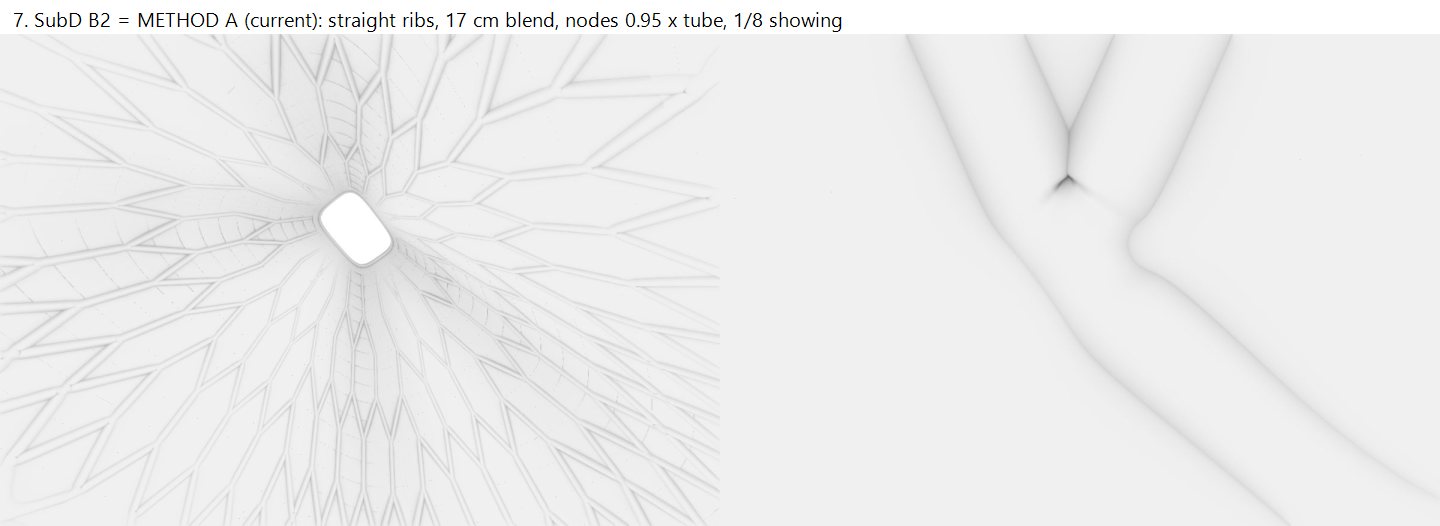 7. SubD B2 = METHOD A (current): straight ribs, 17 cm blend, nodes 0.95 x tube, 1/8 showing